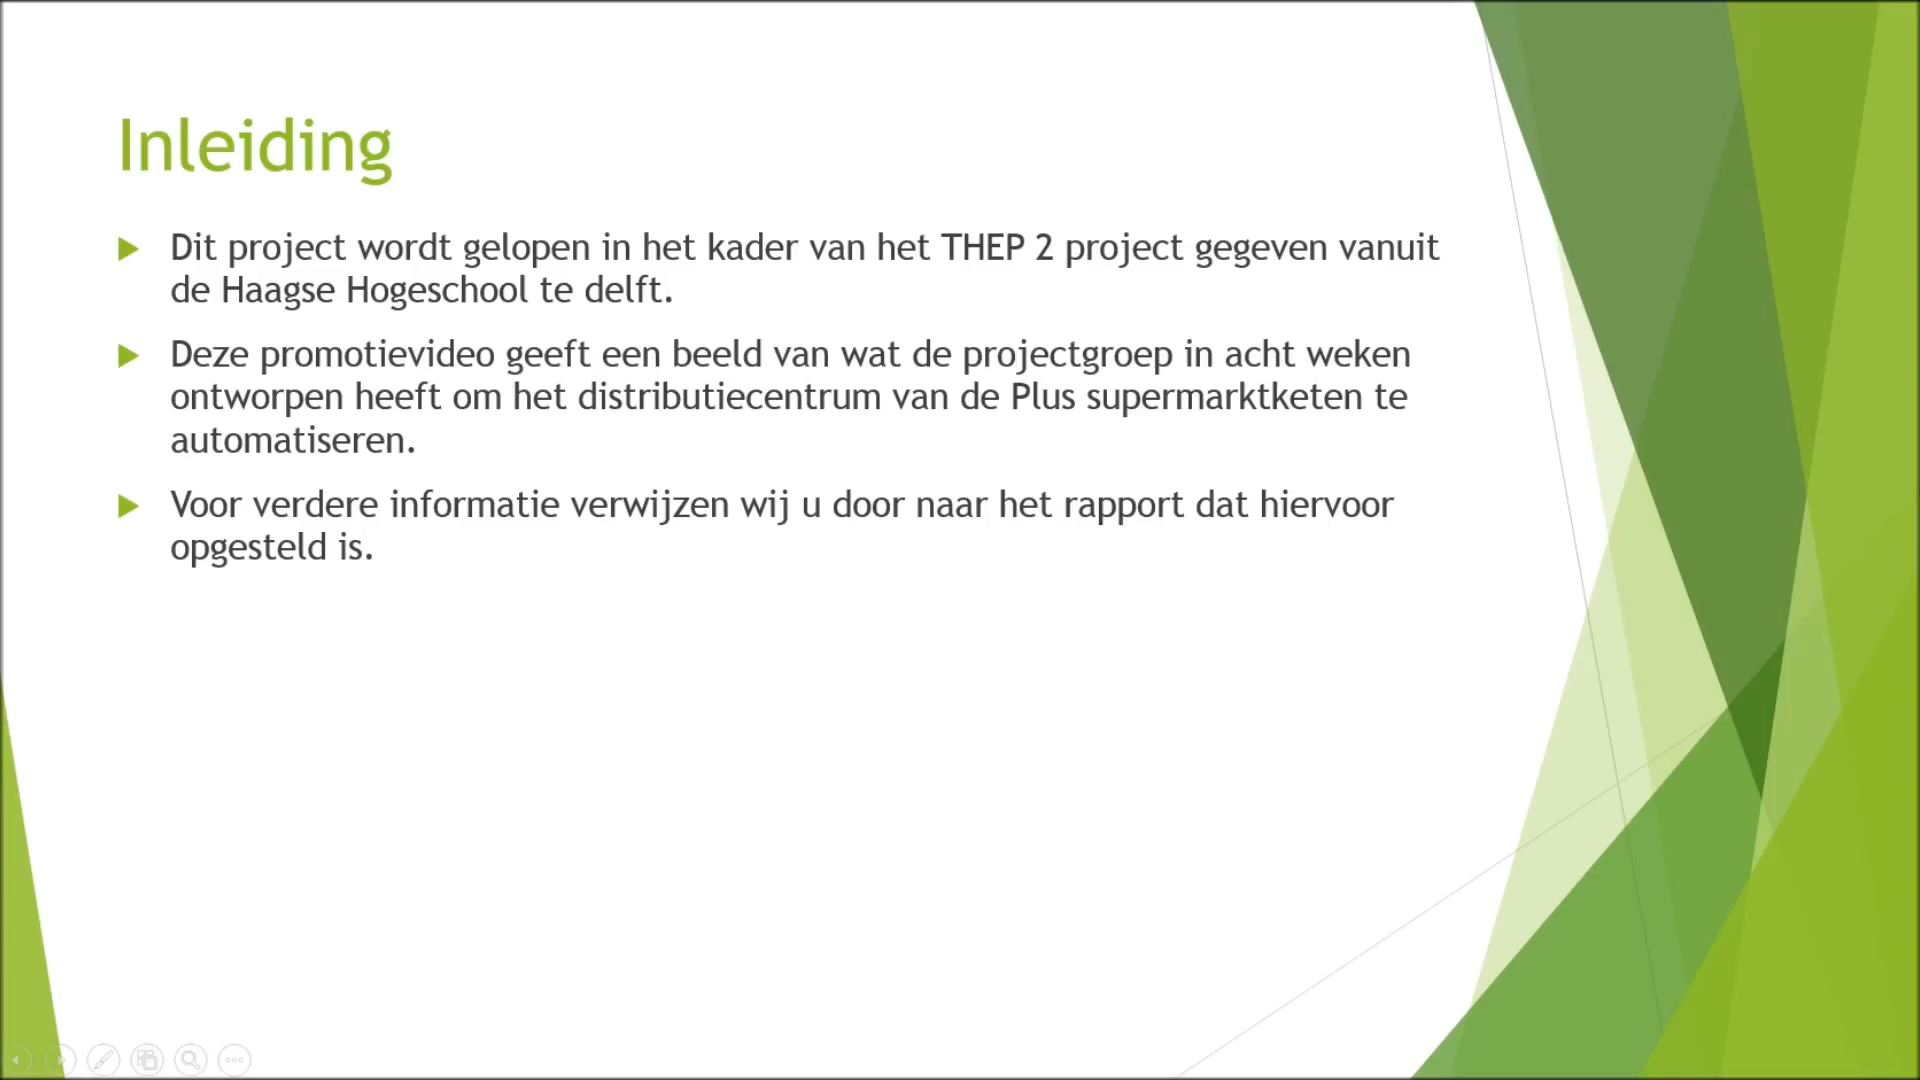 Inleiding
Dit project wordt gelopen in het kader van het THEP 2 project gegeven vanuit
de Haagse Hogeschool te delft.
Deze promotievideo geeft een beeld van wat de projectgroep in acht weken
ontworpen heeft om het distributiecentrum van de Plus supermarktketen te
automatiseren.
Voor verdere informatie verwijzen wij u door naar het rapport dat hiervoor
opgesteld is.